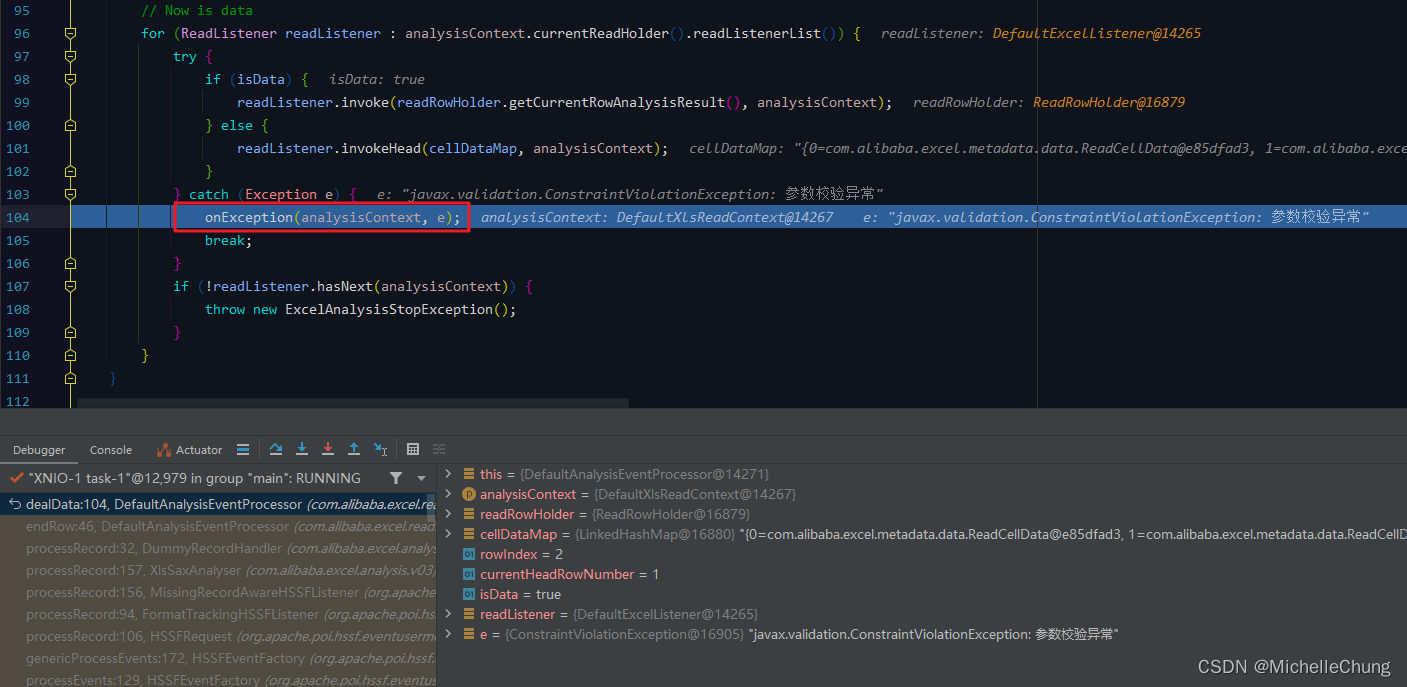 95 // Now is data
96 for (ReadListener readListener : analysisContext.currentReadHolder().readListenerList()) { readListener: DefaultExcelListener@14265
97 try {
98 if (isData) { isData: true
99 readListener.invoke(readRowHolder.getCurrentRowAnalysisResult(), analysisContext); readRowHolder: ReadRowHolder@16879
100 } else {
101 readListener.invokeHead(cellDataMap, analysisContext); cellDataMap: "{0=com.alibaba.excel.metadata.data.ReadCellData@e85dfad3, 1=com.alibaba.exce
102 }
103 } catch (Exception e) { e: "javax.validation.ConstraintViolationException: 参数校验异常"
104 onException(analysisContext, e); analysisContext: DefaultXlsReadContext@14267 e: "javax.validation.ConstraintViolationException: 参数校验异常"
105 break;
106 }
107 if (!readListener.hasNext(analysisContext)) {
108 throw new ExcelAnalysisStopException();
109 }
110 }
111 }
112
Debugger Console Actuator
"XNIO-1 task-1"@12,979 in group "main": RUNNING
dealData:104, DefaultAnalysisEventProcessor (com.alibaba.excel.rea
endRow:46, DefaultAnalysisEventProcessor (com.alibaba.excel.read
processRecord:32, DummyRecordHandler (com.alibaba.excel.analys
processRecord:157, XlsSaxAnalyser (com.alibaba.excel.analysis.v03)
processRecord:156, MissingRecordAwareHSSFListener (org.apache
processRecord:94, FormatTrackingHSSFListener (org.apache.poi.hss
processRecord:106, HSSFRequest (org.apache.poi.hssf.eventuserm
genericProcessEvents:172, HSSFEventFactory (org.apache.poi.hssf.
processEvents:129, HSSFEventFactory (org.apache.poi.hssf.eventus
this = {DefaultAnalysisEventProcessor@14271}
analysisContext = {DefaultXlsReadContext@14267}
readRowHolder = {ReadRowHolder@16879}
cellDataMap = {LinkedHashMap@16880} "{0=com.alibaba.excel.metadata.data.ReadCellData@e85dfad3, 1=com.alibaba.excel.metadata.data.ReadCellD
rowIndex = 2
currentHeadRowNumber = 1
isData = true
readListener = {DefaultExcelListener@14265}
e = {ConstraintViolationException@16905} "javax.validation.ConstraintViolationException: 参数校验异常"
CSDN @MichelleChung